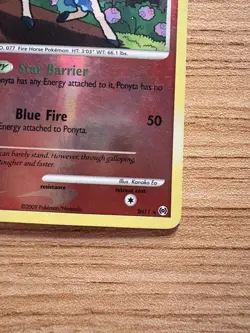 O. 077 Fire Horse Pokémon. HT: 3'03" WT: 66.1 lbs.
Star Barrier
Ponyta has any Energy attached to it, Ponyta has no
Blue Fire 50
Energy attached to Ponyta.
can barely stand. However, through galloping,
tougher and faster.
Illus. Kanako Eo
resistance
retreat cost
©2009 Pokémon/Nintendo